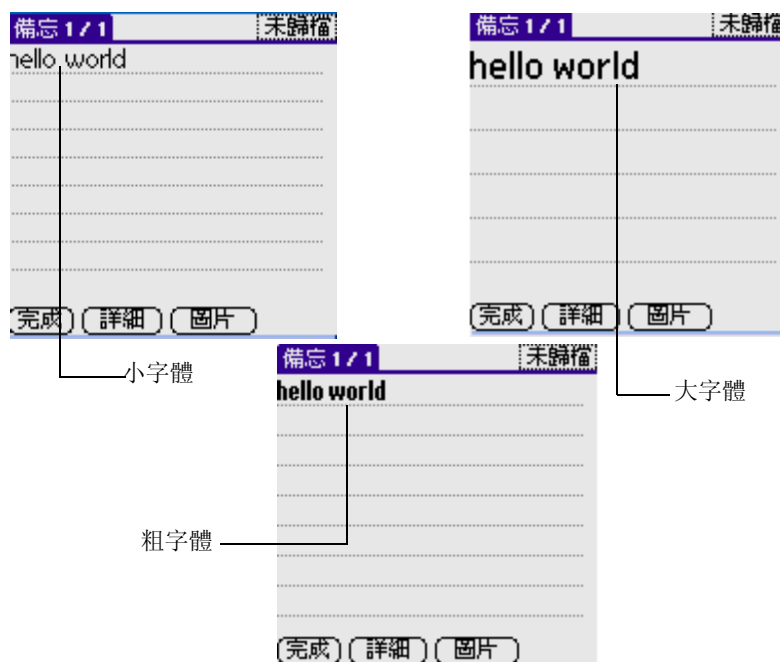 備忘 1 / 1 未歸檔
hello world
完成 詳細 圖片
小字體
備忘 1 / 1 未歸檔
hello world
完成 詳細 圖片
大字體
備忘 1 / 1 未歸檔
hello world
粗字體
完成 詳細 圖片